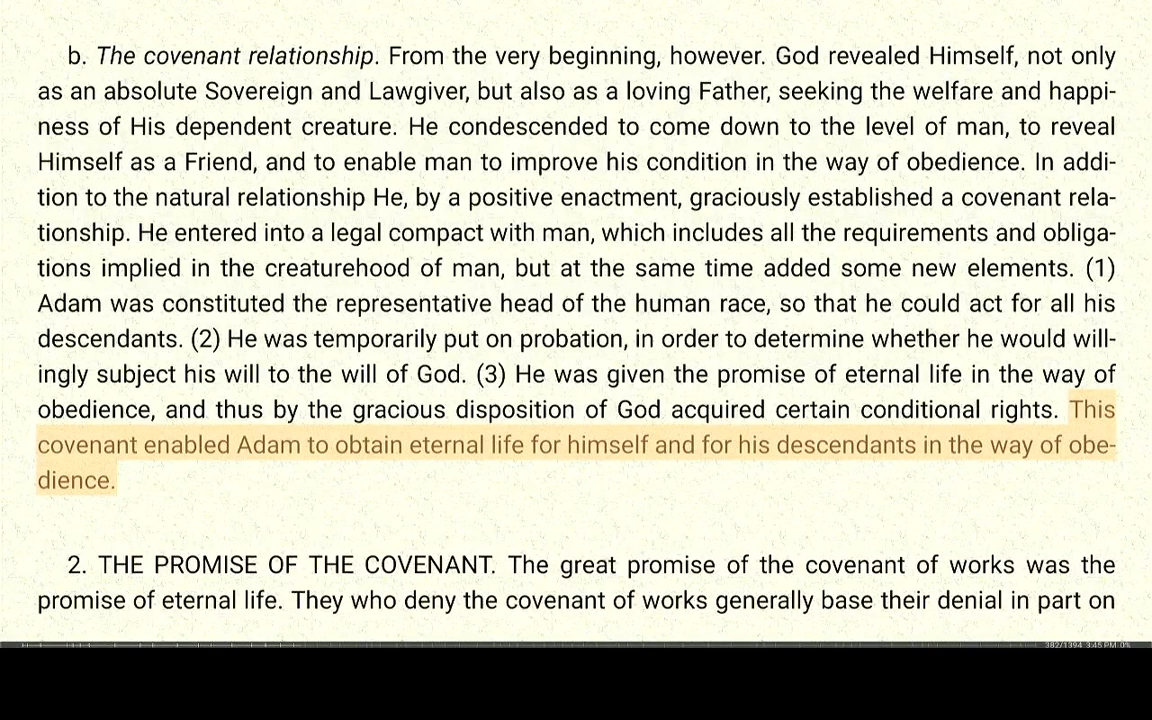 b. The covenant relationship. From the very beginning, however. God revealed Himself, not only
as an absolute Sovereign and Lawgiver, but also as a loving Father, seeking the welfare and happi-
ness of His dependent creature. He condescended to come down to the level of man, to reveal
Himself as a Friend, and to enable man to improve his condition in the way of obedience. In addi-
tion to the natural relationship He, by a positive enactment, graciously established a covenant rela-
tionship. He entered into a legal compact with man, which includes all the requirements and obliga-
tions implied in the creaturehood of man, but at the same time added some new elements. (1)
Adam was constituted the representative head of the human race, so that he could act for all his
descendants. (2) He was temporarily put on probation, in order to determine whether he would will-
ingly subject his will to the will of God. (3) He was given the promise of eternal life in the way of
obedience, and thus by the gracious disposition of God acquired certain conditional rights. This
covenant enabled Adam to obtain eternal life for himself and for his descendants in the way of obe-
dience.
2. THE PROMISE OF THE COVENANT. The great promise of the covenant of works was the
promise of eternal life. They who deny the covenant of works generally base their denial in part on
382/1394 3:45 PM 0%